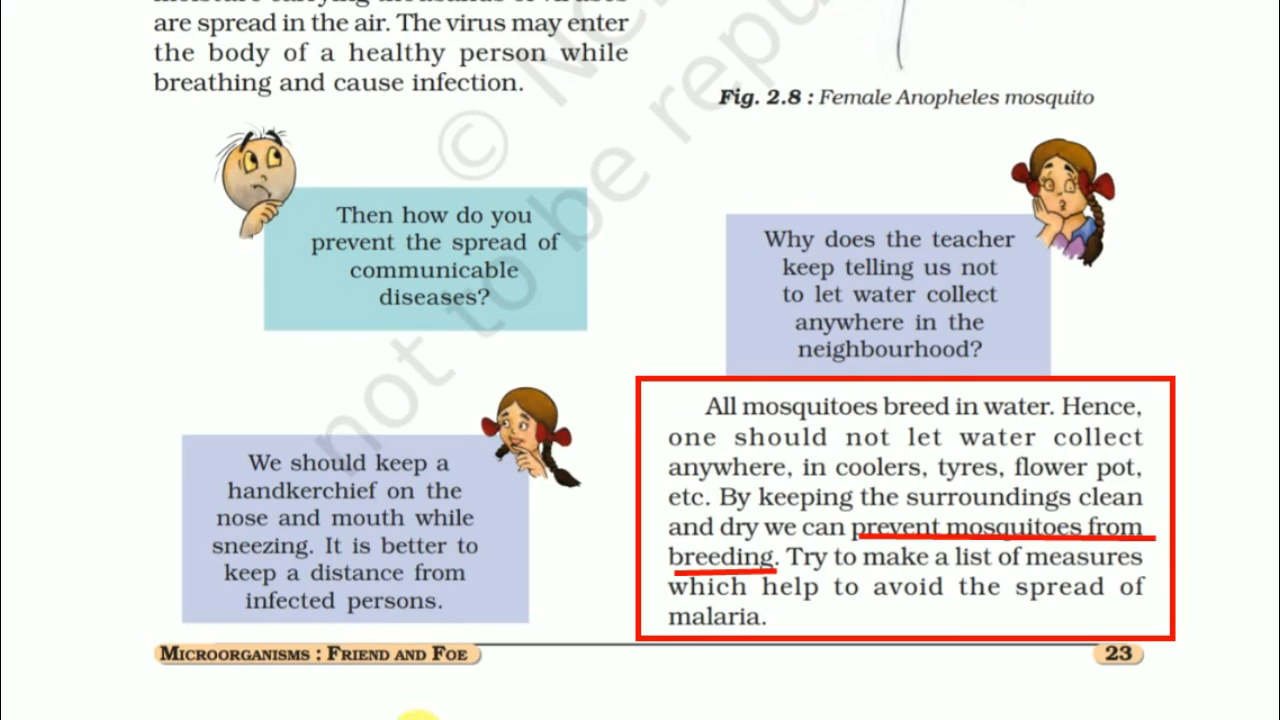 are spread in the air. The virus may enter
the body of a healthy person while
breathing and cause infection.
Then how do you
prevent the spread of
communicable
diseases?
We should keep a
handkerchief on the
nose and mouth while
sneezing. It is better to
keep a distance from
infected persons.
Fig. 2.8 : Female Anopheles mosquito
Why does the teacher
keep telling us not
to let water collect
anywhere in the
neighbourhood?
All mosquitoes breed in water. Hence,
one should not let water collect
anywhere, in coolers, tyres, flower pot,
etc. By keeping the surroundings clean
and dry we can prevent mosquitoes from
breeding. Try to make a list of measures
which help to avoid the spread of
malaria.
MICROORGANISMS : FRIEND AND FOE
23
not to be repu